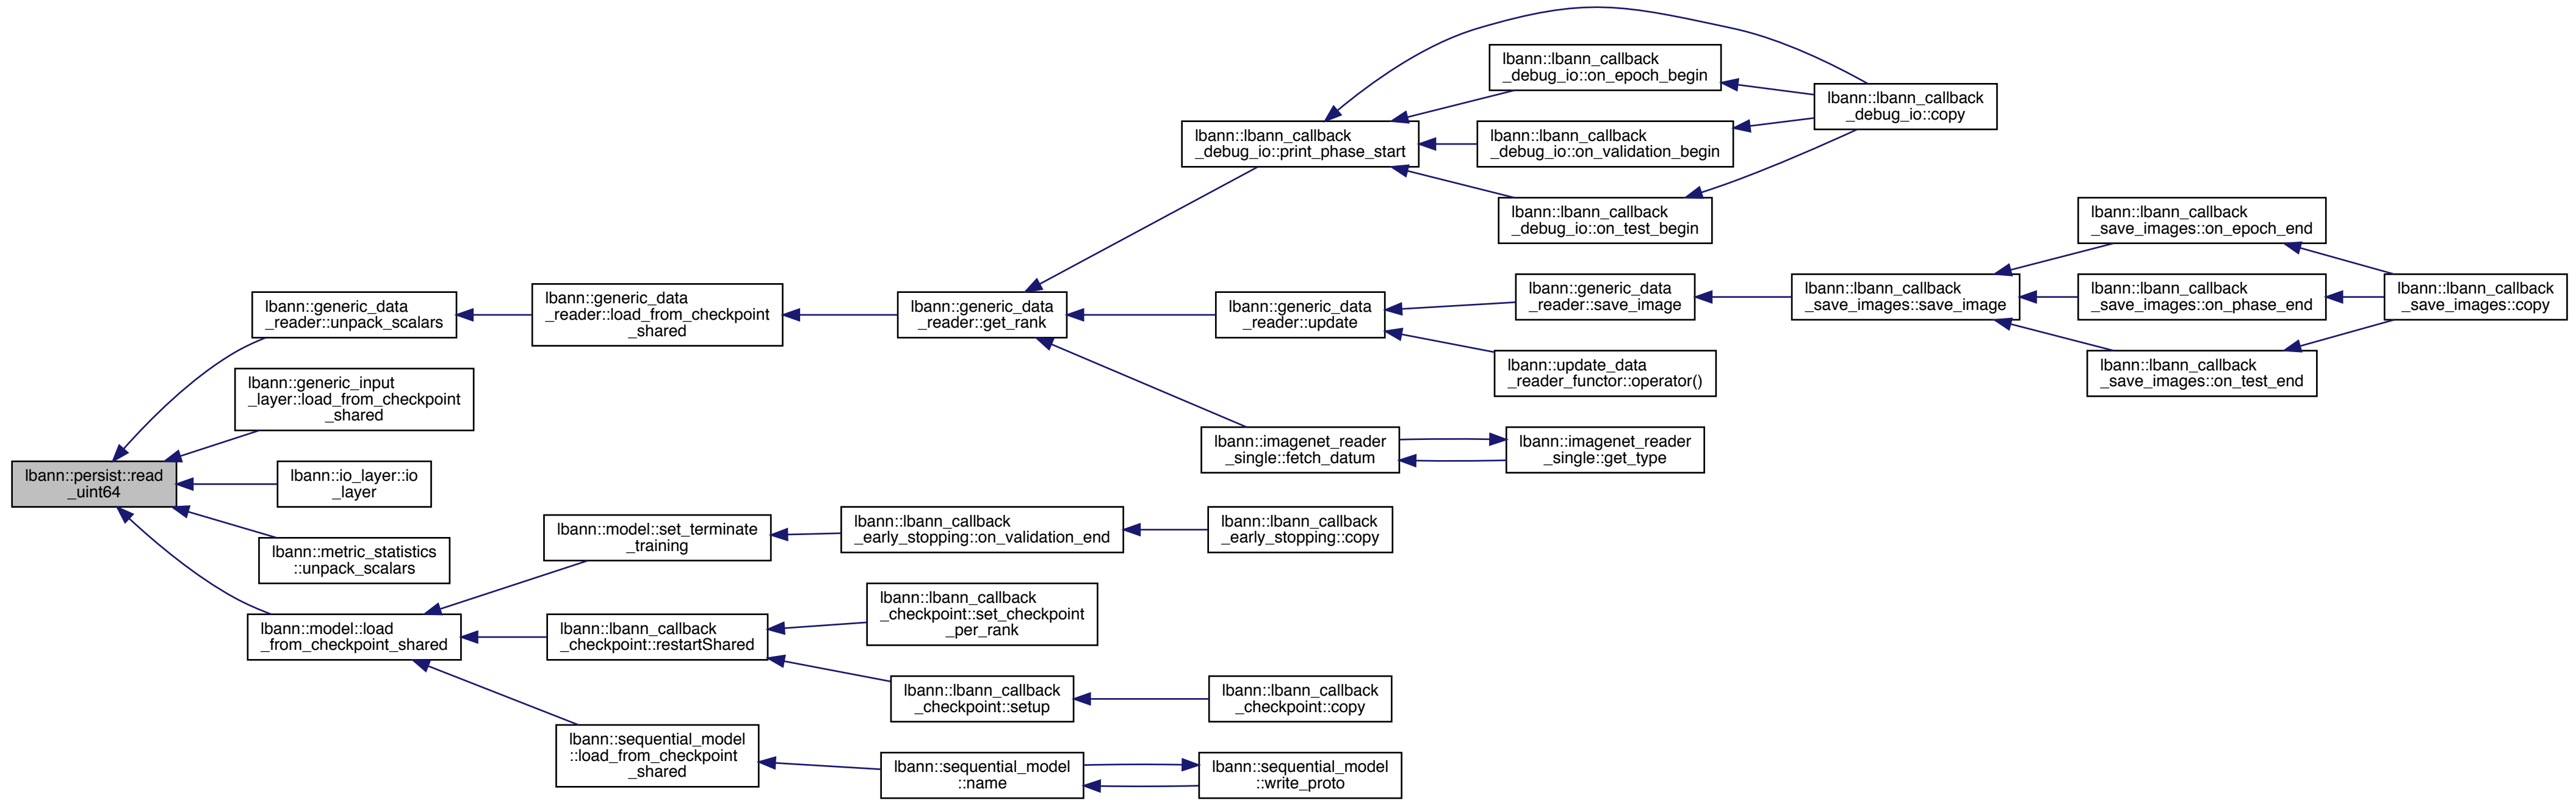 lbann::persist::read
_uint64
lbann::generic_data
_reader::unpack_scalars
lbann::generic_input
_layer::load_from_checkpoint
_shared
lbann::io_layer::io
_layer
lbann::metric_statistics
::unpack_scalars
lbann::model::load
_from_checkpoint_shared
lbann::generic_data
_reader::load_from_checkpoint
_shared
lbann::model::set_terminate
_training
lbann::lbann_callback
_checkpoint::restartShared
lbann::sequential_model
::load_from_checkpoint
_shared
lbann::generic_data
_reader::get_rank
lbann::lbann_callback
_early_stopping::on_validation_end
lbann::lbann_callback
_checkpoint::set_checkpoint
_per_rank
lbann::lbann_callback
_checkpoint::setup
lbann::sequential_model
::name
lbann::lbann_callback
_debug_io::print_phase_start
lbann::generic_data
_reader::update
lbann::imagenet_reader
_single::fetch_datum
lbann::lbann_callback
_early_stopping::copy
lbann::lbann_callback
_checkpoint::copy
lbann::sequential_model
::write_proto
lbann::lbann_callback
_debug_io::on_epoch_begin
lbann::lbann_callback
_debug_io::on_validation_begin
lbann::lbann_callback
_debug_io::on_test_begin
lbann::generic_data
_reader::save_image
lbann::update_data
_reader_functor::operator()
lbann::imagenet_reader
_single::get_type
lbann::lbann_callback
_debug_io::copy
lbann::lbann_callback
_save_images::save_image
lbann::lbann_callback
_save_images::on_epoch_end
lbann::lbann_callback
_save_images::on_phase_end
lbann::lbann_callback
_save_images::on_test_end
lbann::lbann_callback
_save_images::copy